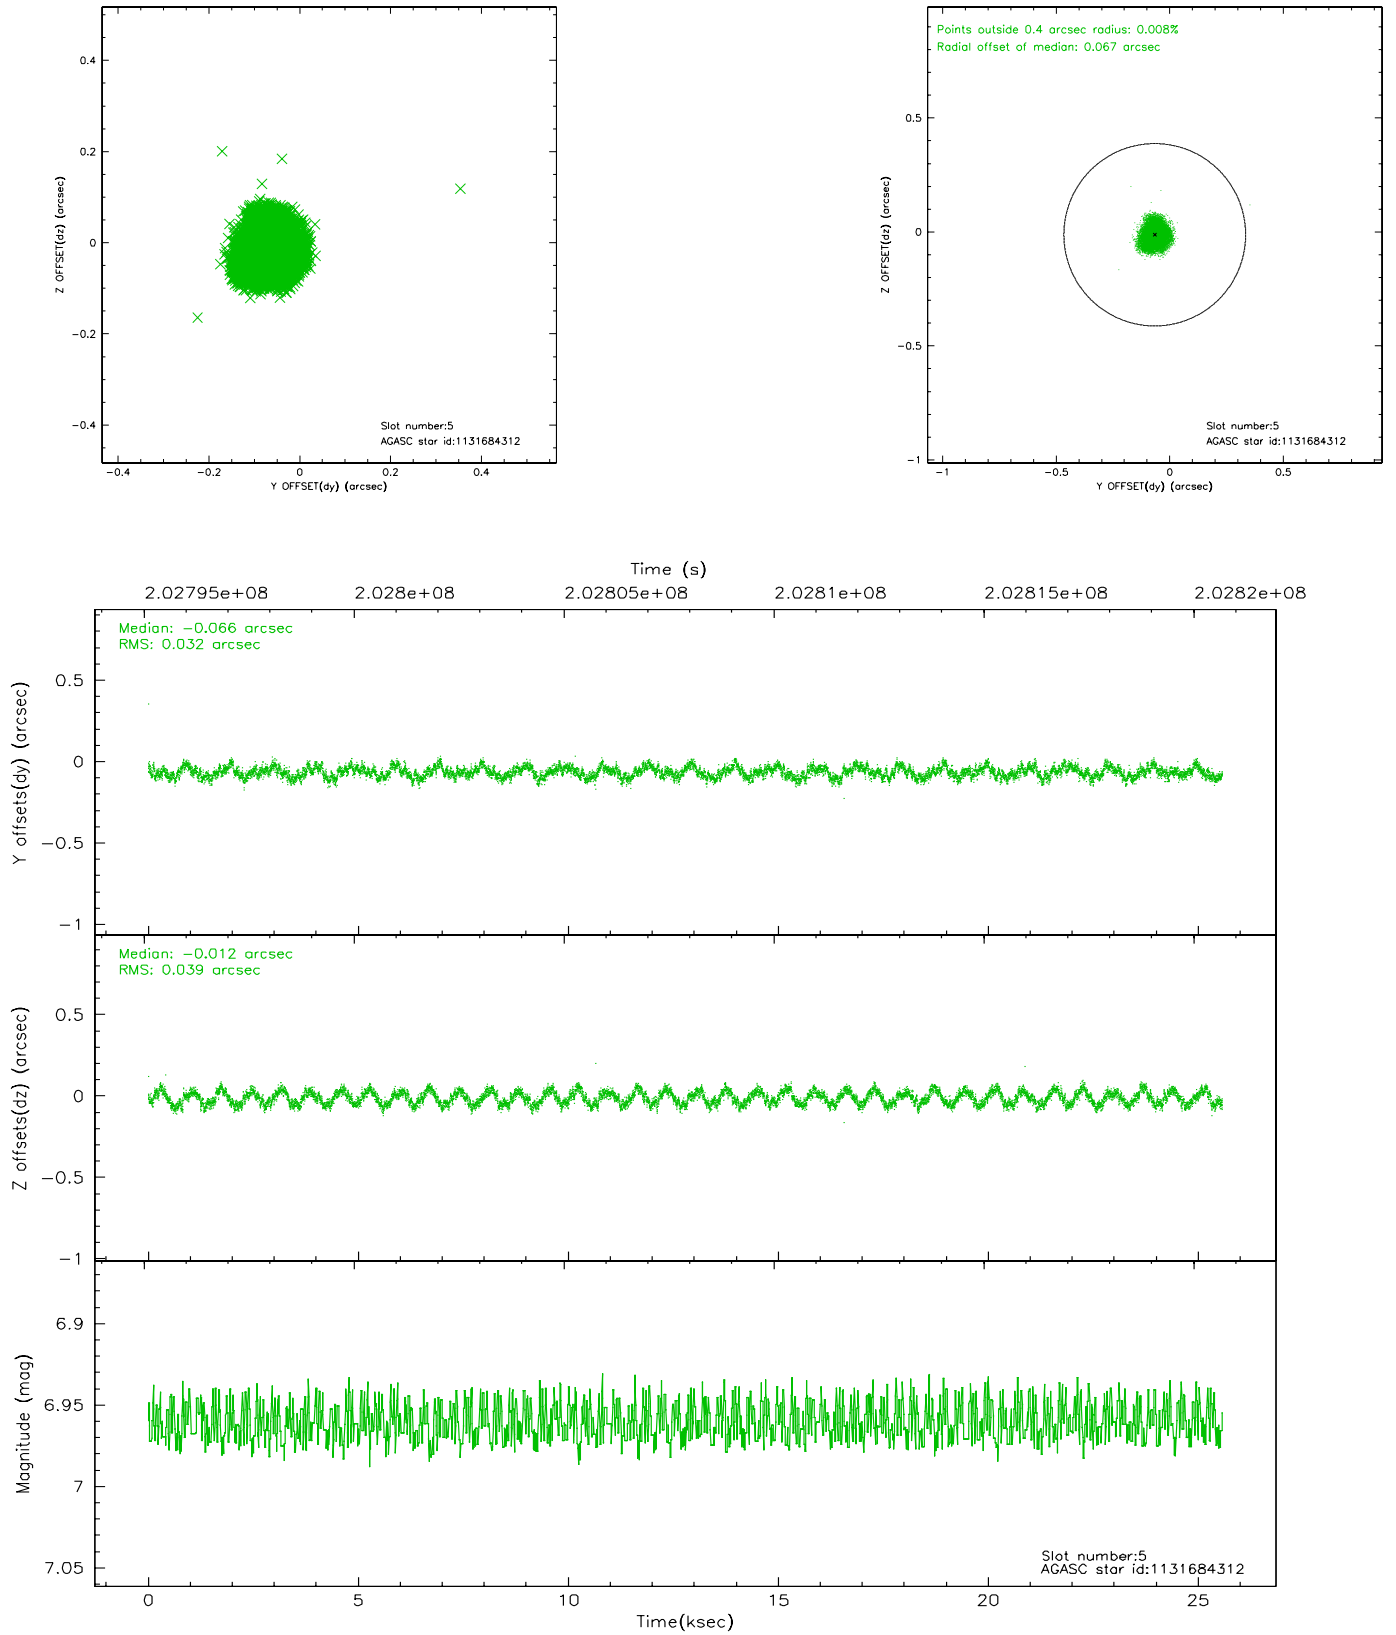 0.4
0.2
0
−0.2
−0.4
Z OFFSET(dz) (arcsec)
Slot number:5
AGASC star id:1131684312
−0.4 −0.2 0 0.2 0.4
Y OFFSET(dy) (arcsec)
Points outside 0.4 arcsec radius: 0.008%
Radial offset of median: 0.067 arcsec
0.5
0
−0.5
−1
Z OFFSET(dz) (arcsec)
Slot number:5
AGASC star id:1131684312
−1 −0.5 0 0.5
Y OFFSET(dy) (arcsec)
Time (s)
2.02795e+08 2.028e+08 2.02805e+08 2.0281e+08 2.02815e+08 2.0282e+08
Median: −0.066 arcsec
RMS: 0.032 arcsec
0.5
0
−0.5
−1
Y offsets(dy) (arcsec)
Median: −0.012 arcsec
RMS: 0.039 arcsec
0.5
0
−0.5
−1
Z offsets(dz) (arcsec)
6.9
6.95
7
7.05
Magnitude (mag)
Slot number:5
AGASC star id:1131684312
0 5 10 15 20 25
Time(ksec)